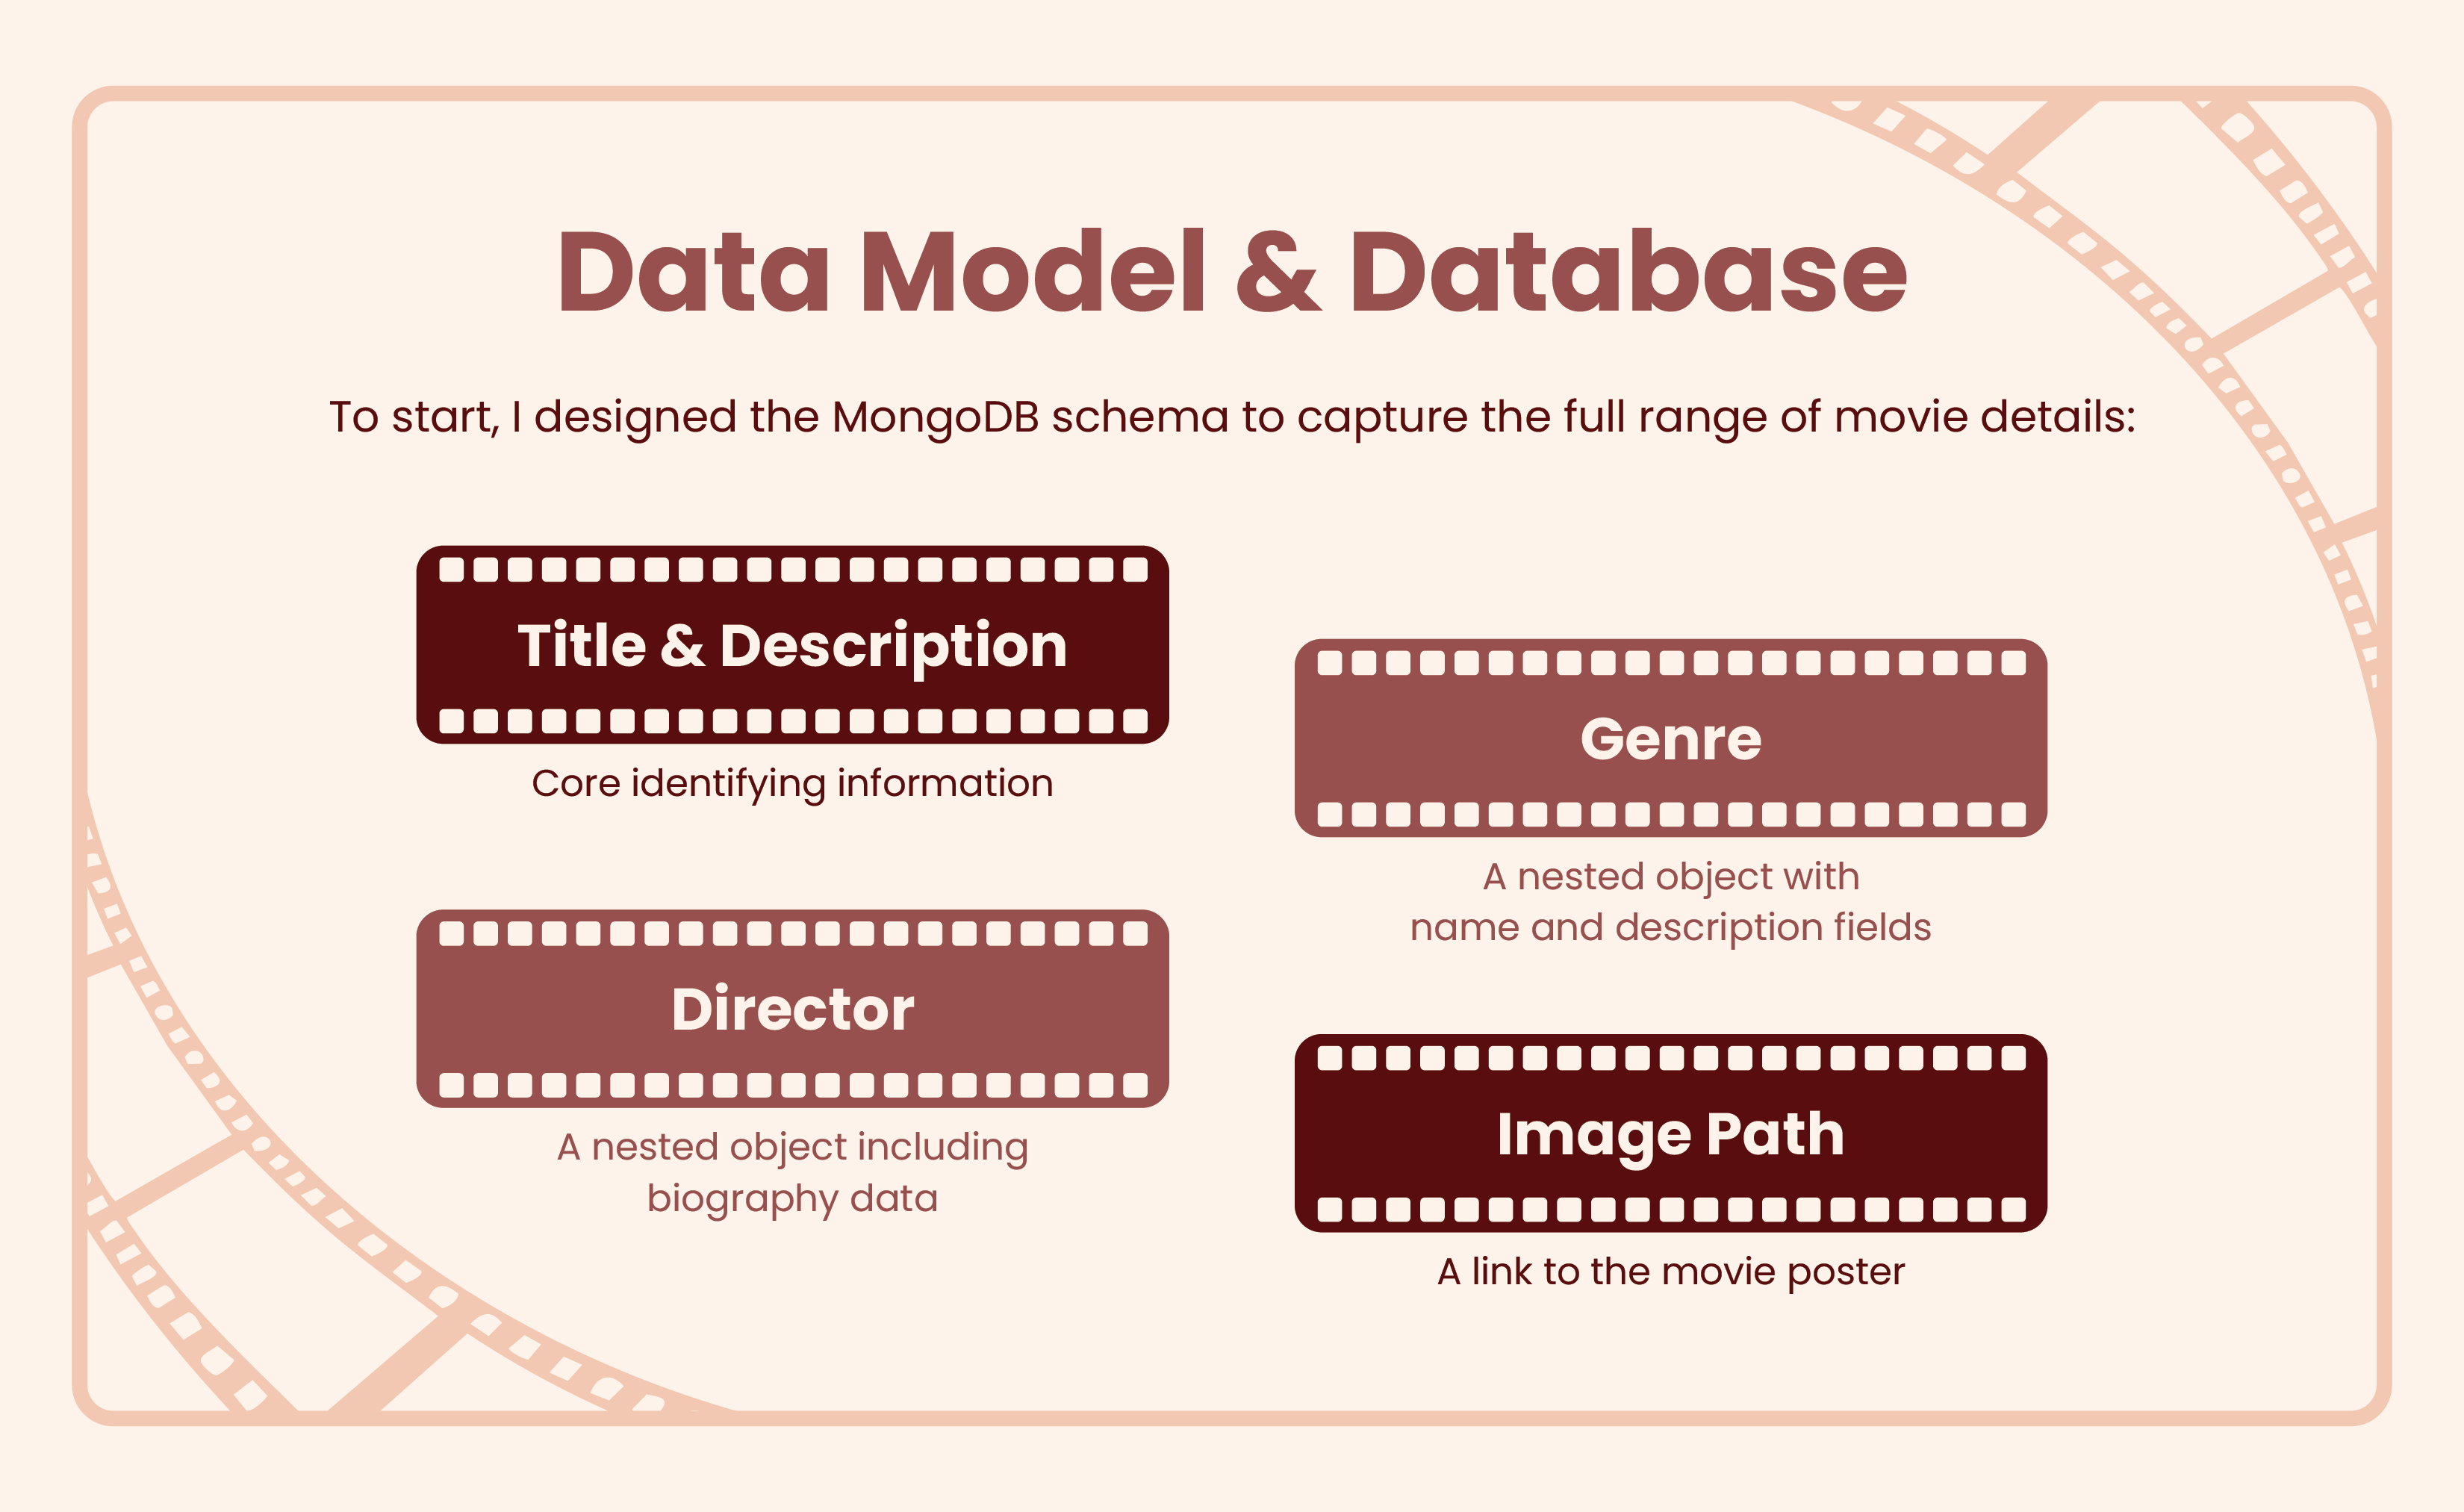 Data Model & Database
To start, I designed the MongoDB schema to capture the full range of movie details:
Title & Description
Core identifying information
Genre
A nested object with
name and description fields
Director
A nested object including
biography data
Image Path
A link to the movie poster